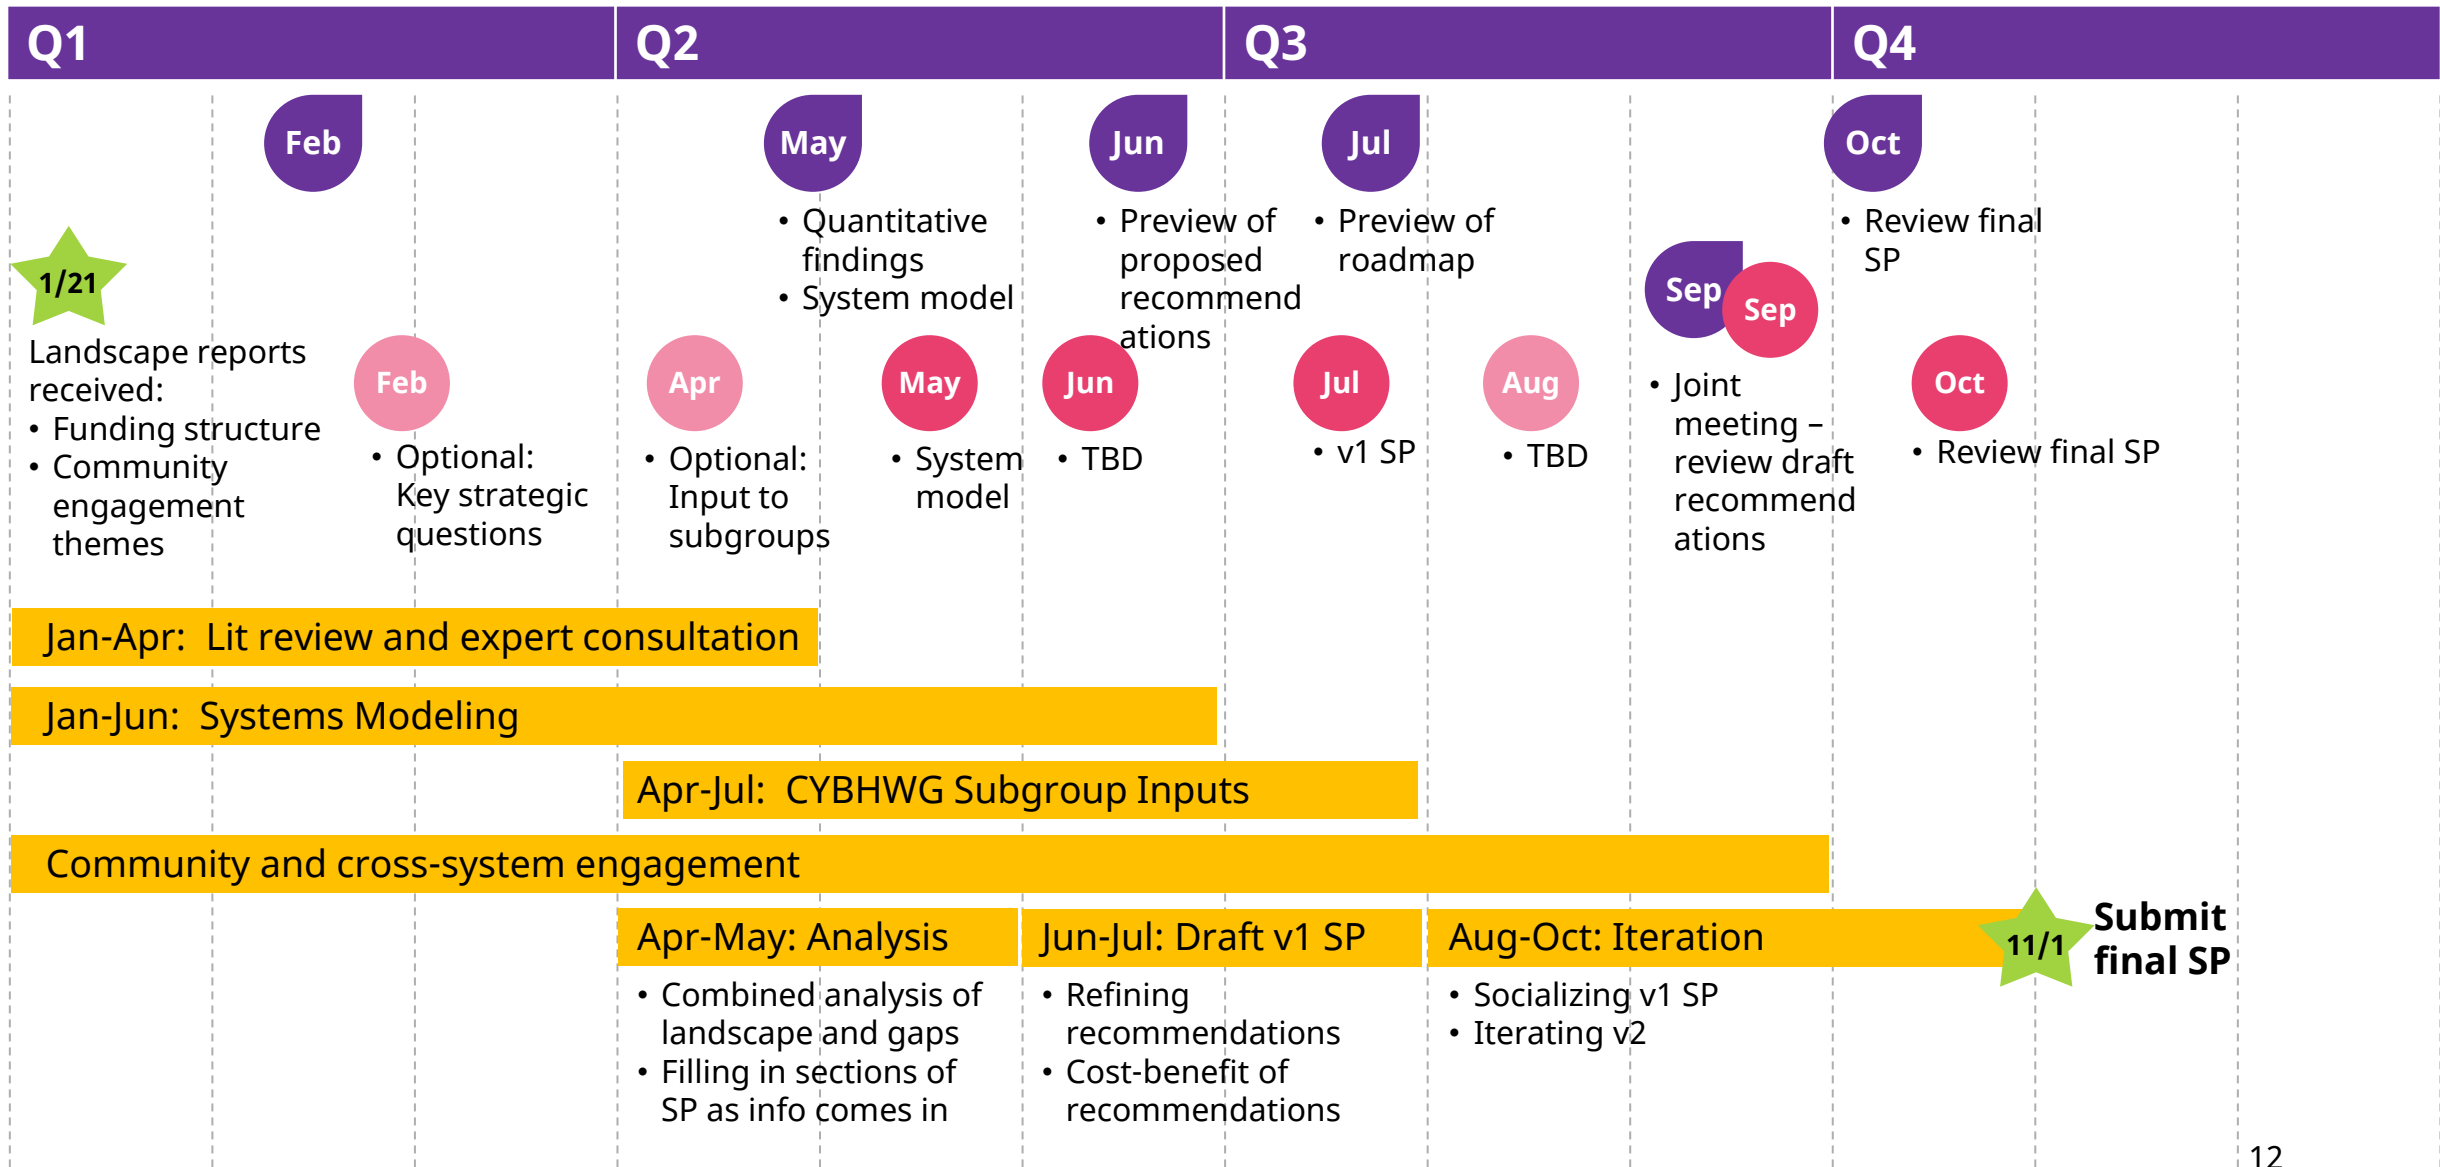 Q1
Q2
Q3
Q4
Feb
May
• Quantitative
findings
• System model
Jun
• Preview of
proposed
recommend
ations
Jul
• Preview of
roadmap
Oct
• Review final
SP
1/21
Landscape reports
received:
• Funding structure
• Community
engagement
themes
Feb
• Optional:
Key strategic
questions
Apr
• Optional:
Input to
subgroups
May
• System
model
Jun
• TBD
Jul
• v1 SP
Aug
• TBD
Sep
Sep
• Joint
meeting –
review draft
recommend
ations
Oct
• Review final SP
Jan-Apr:  Lit review and expert consultation
Jan-Jun:  Systems Modeling
Apr-Jul:  CYBHWG Subgroup Inputs
Community and cross-system engagement
Apr-May: Analysis
• Combined analysis of
landscape and gaps
• Filling in sections of
SP as info comes in
Jun-Jul: Draft v1 SP
• Refining
recommendations
• Cost-benefit of
recommendations
Aug-Oct: Iteration
• Socializing v1 SP
• Iterating v2
11/1
Submit
final SP
12